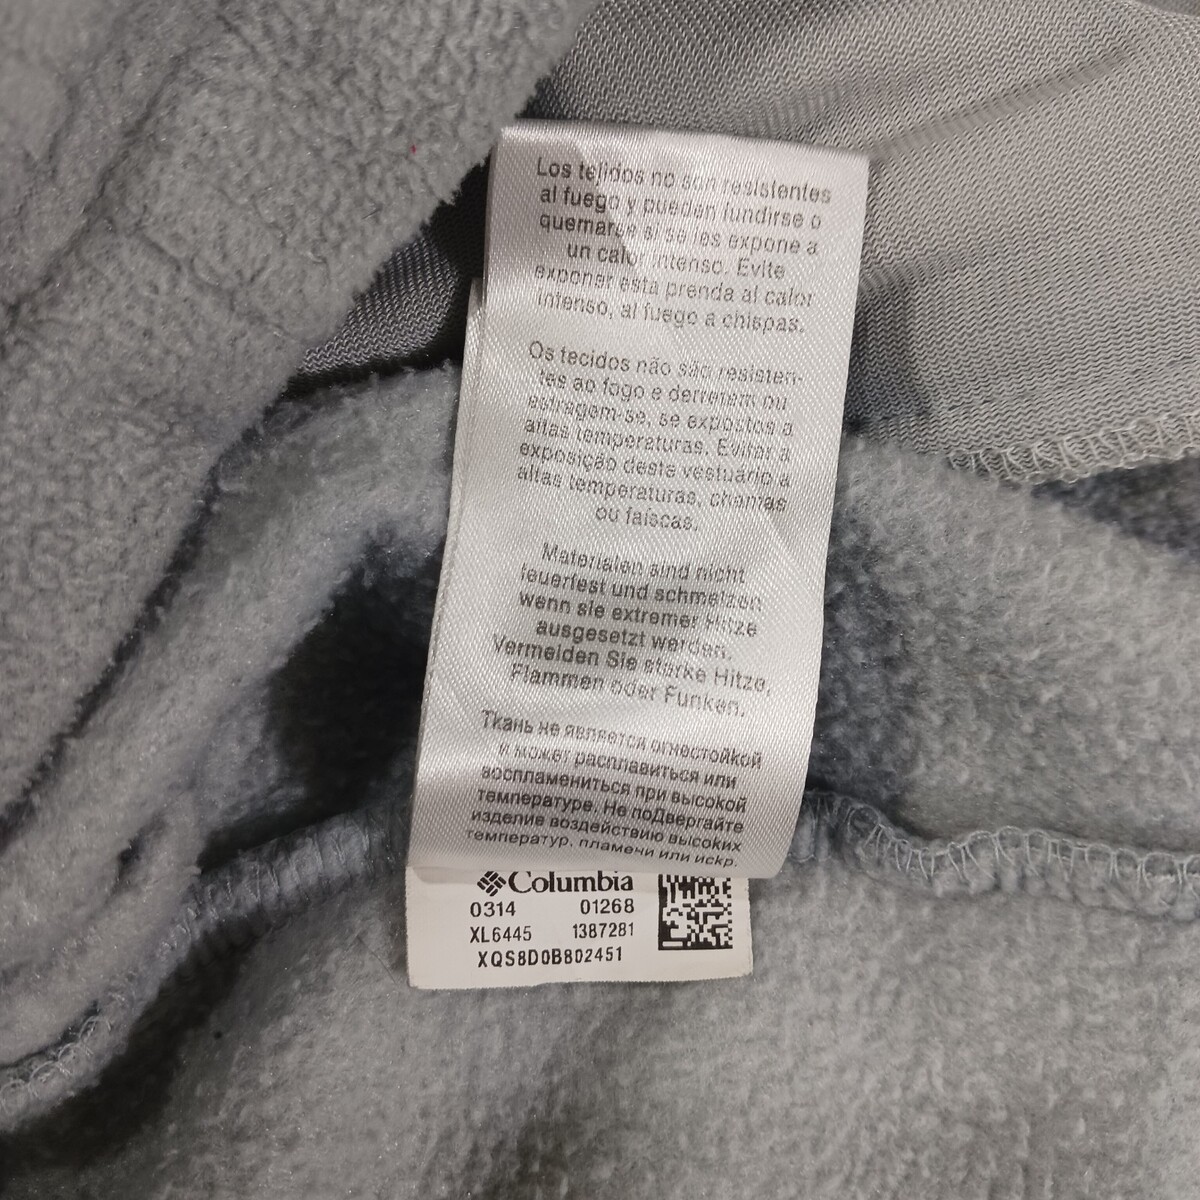 Los tejidos no son resistentes
al fuego y pueden fundirse o
quemarse si se les expone a
un calor intenso. Evite
exponer esta prenda al calor
intenso, al fuego a chispas.
Os tecidos não são resisten-
tes ao fogo e derretem ou
estragem-se, se expostos a
altas temperaturas. Evitar a
exposição deste vestuário a
altas temperaturas, chamas
ou faíscas.
Materialen sind nicht
feuerfest und schmelzen
wenn sie extremer Hitze
ausgesetzt werden.
Vermeiden Sie starke Hitze,
Flammen oder Funken.
Ткань не является огнестойкой
и может расплавиться или
воспламениться при высокой
температуре. Не поДвергайте
изделие воздействию высоких
температур, пламечи или искр.
Columbia
0314 01268
XL6445 1387281
XQS8D0B802451